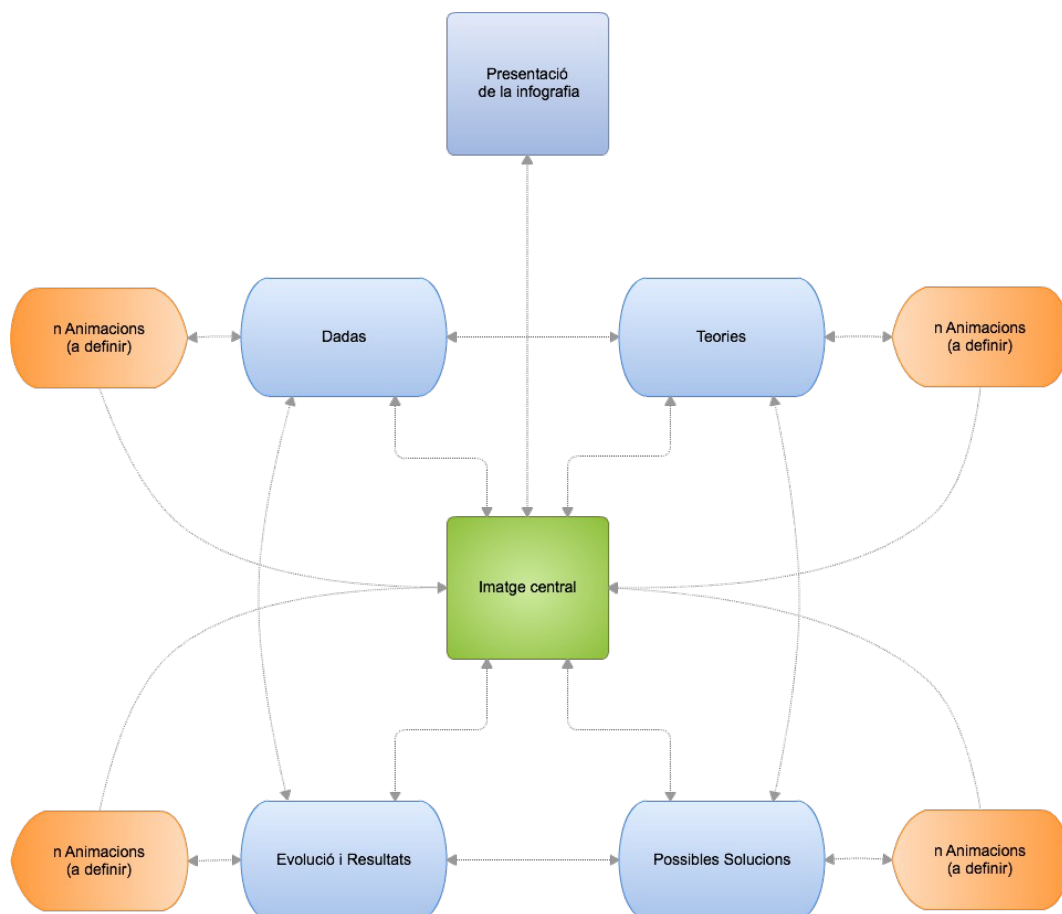 Presentació
de la infografia
n Animacions
(a definir)
Dadas
Teories
n Animacions
(a definir)
Imatge central
n Animacions
(a definir)
Evolució i Resultats
Possibles Solucions
n Animacions
(a definir)